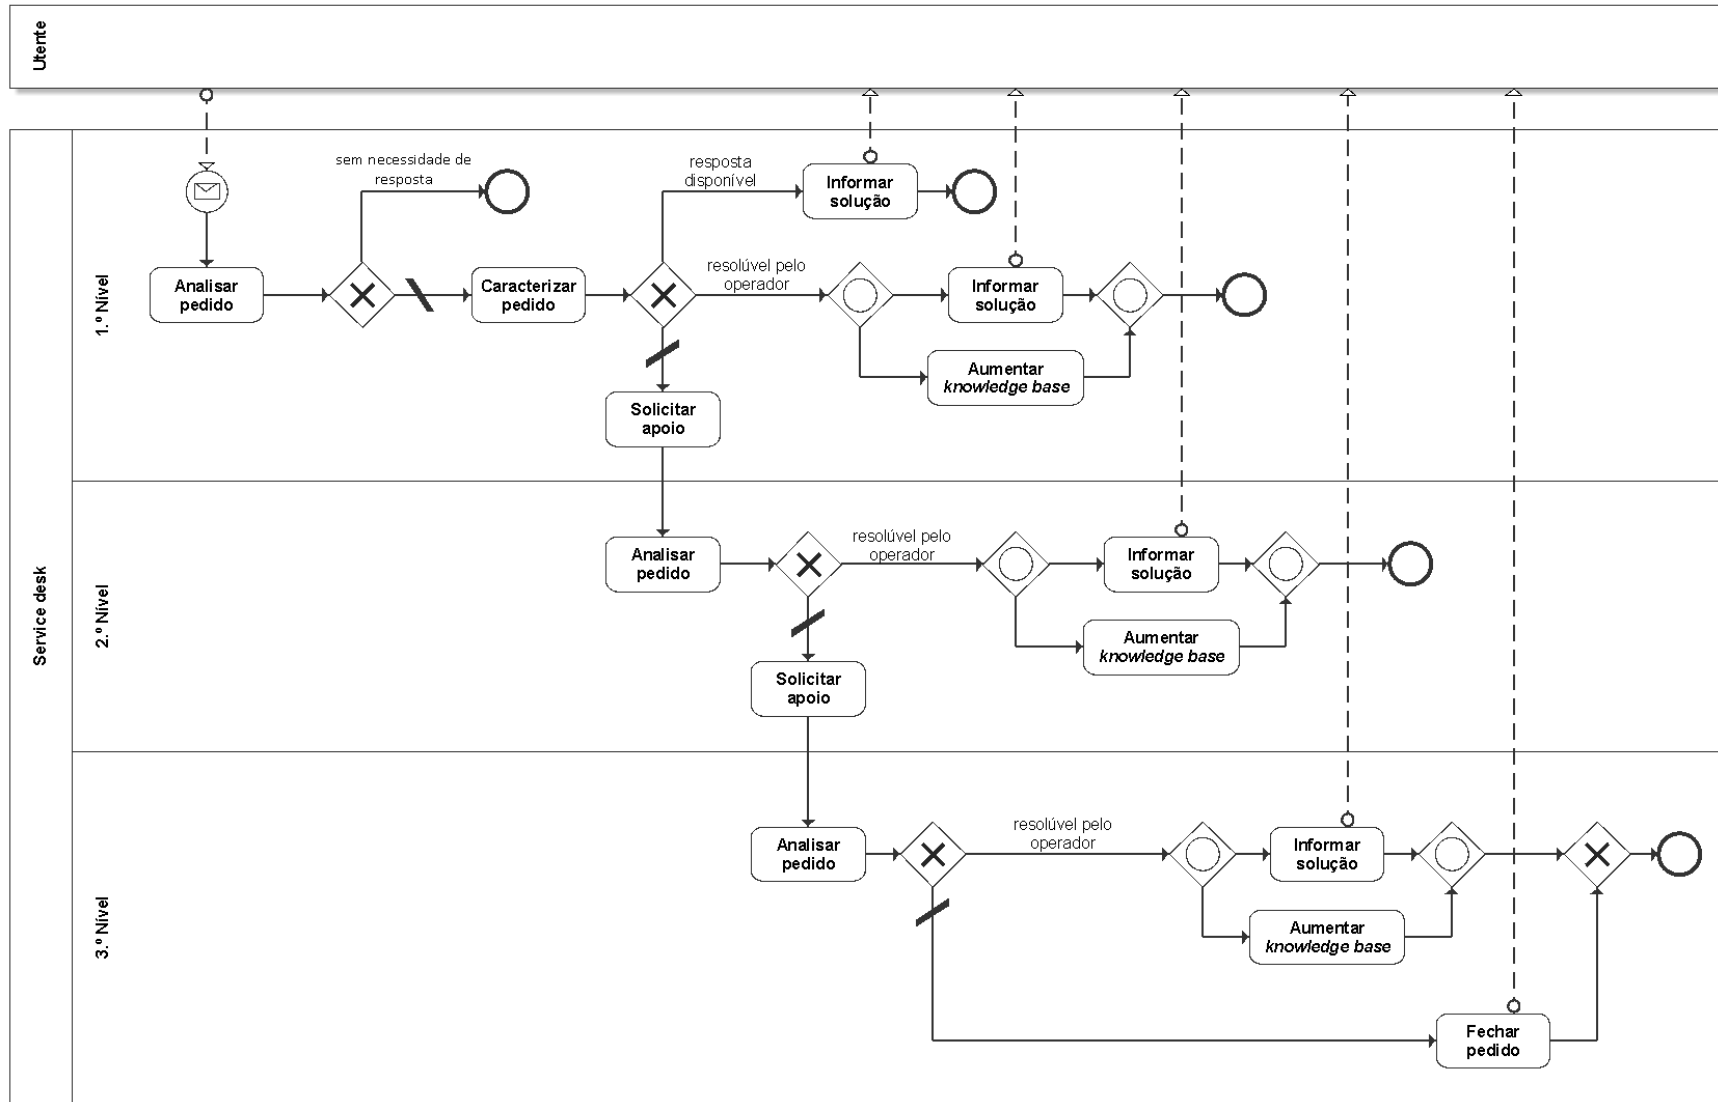 Utente
Service desk
1.º Nível
sem necessidade de
resposta
resposta
disponível
Informar
solução
Analisar
pedido
Caracterizar
pedido
resolúvel pelo
operador
Informar
solução
Aumentar
knowledge base
Solicitar
apoio
2.º Nível
Analisar
pedido
resolúvel pelo
operador
Informar
solução
Aumentar
knowledge base
Solicitar
apoio
3.º Nível
Analisar
pedido
resolúvel pelo
operador
Informar
solução
Aumentar
knowledge base
Fechar
pedido